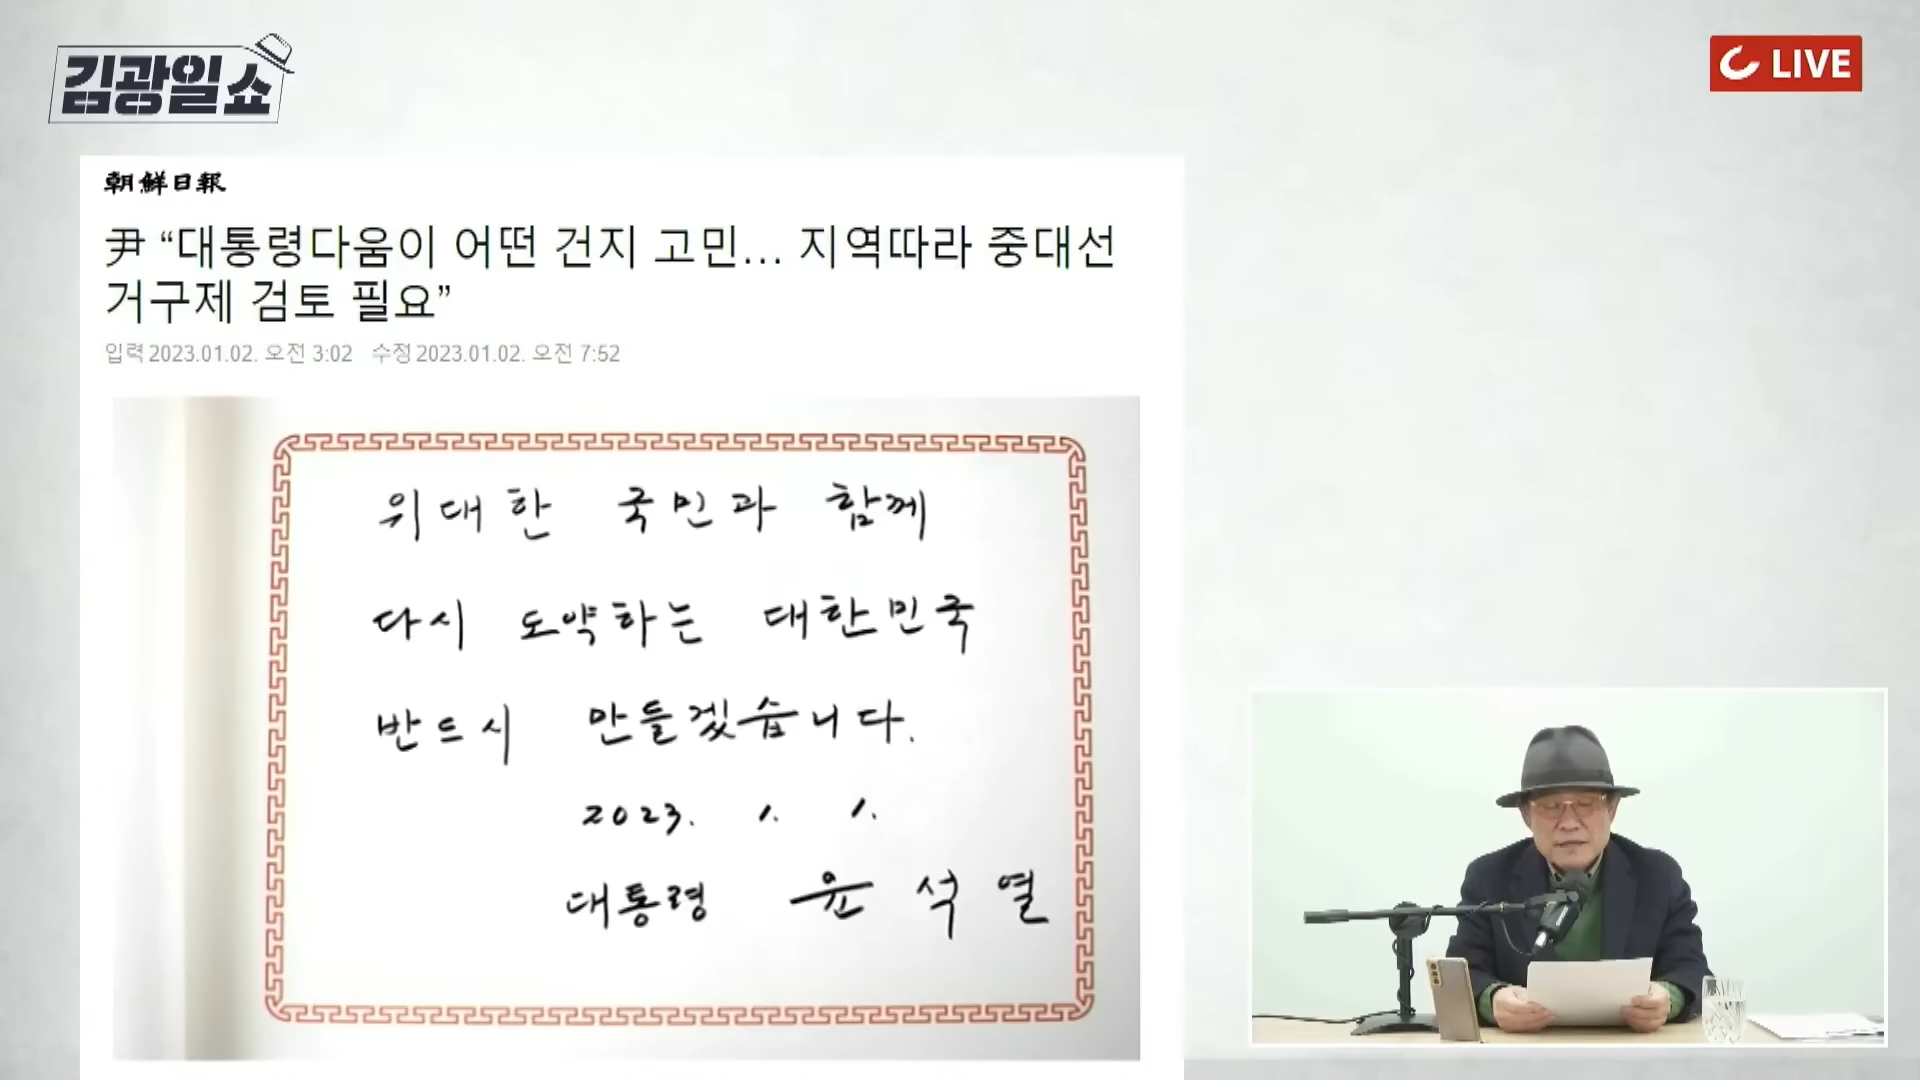 김광일쇼
LIVE
朝鮮日報
尹 “대통령다움이 어떤 건지 고민... 지역따라 중대선
거구제 검토 필요”
입력 2023.01.02. 오전 3:02 수정 2023.01.02. 오전 7:52
위대한 국민과 함께
다시 도약하는 대한민국
반드시 만들겠습니다.
2023. 1. 1.
대통령 윤석열